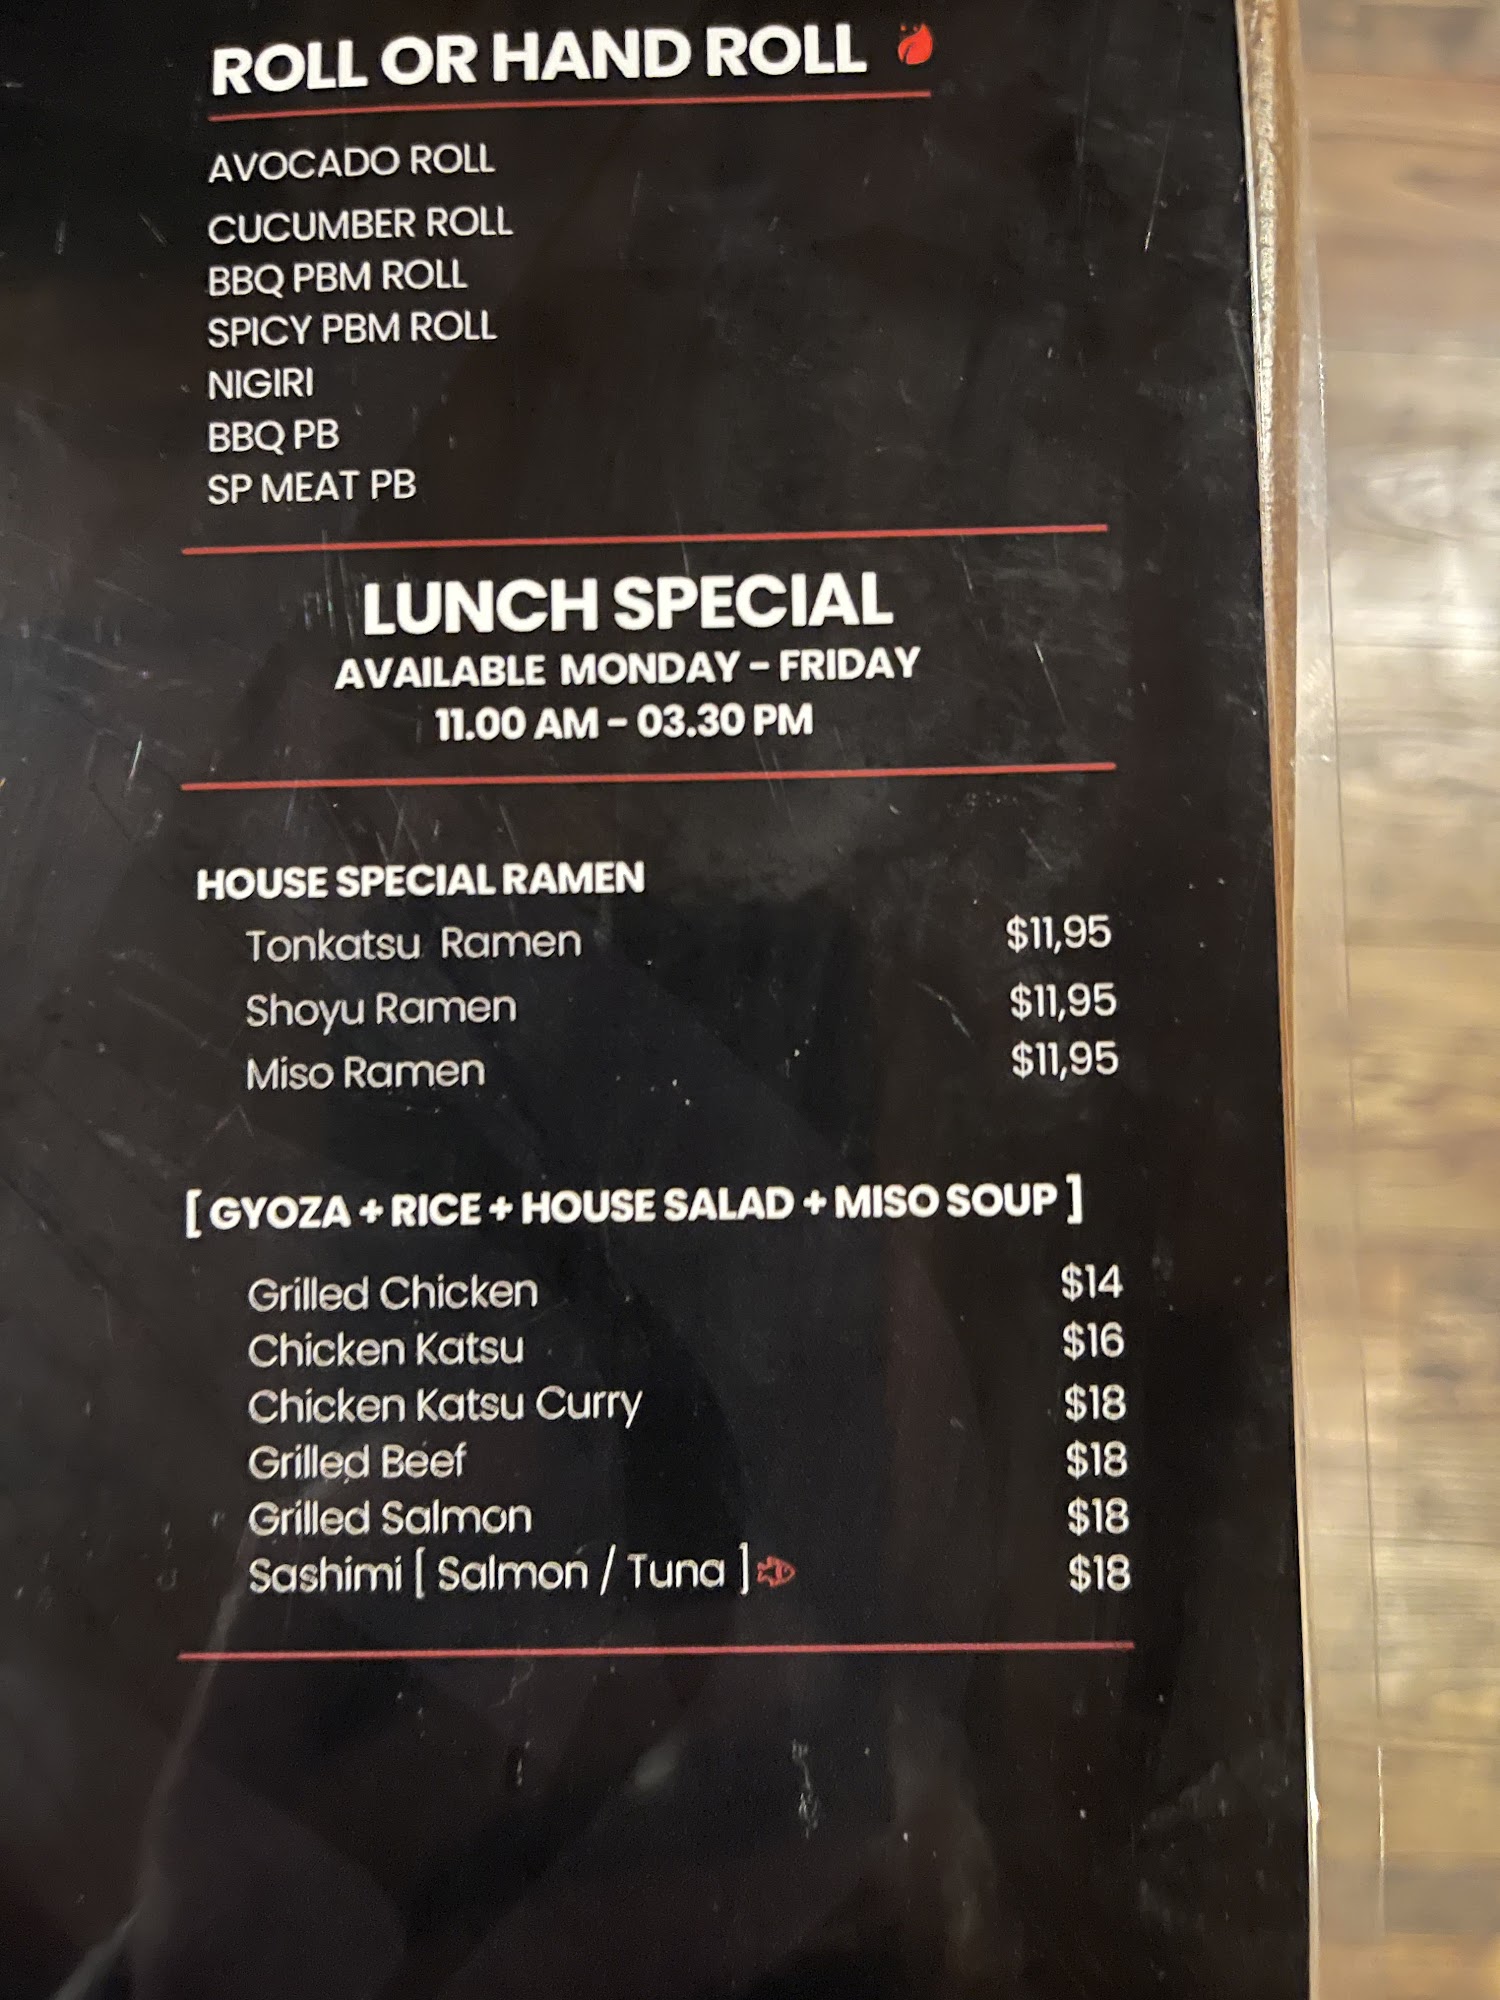 ROLL OR HAND ROLL
AVOCADO ROLL
CUCUMBER ROLL
BBQ PBM ROLL
SPICY PBM ROLL
NIGIRI
BBQ PB
SP MEAT PB
LUNCH SPECIAL
AVAILABLE MONDAY - FRIDAY
11.00 AM - 03.30 PM
HOUSE SPECIAL RAMEN
Tonkatsu Ramen $11,95
Shoyu Ramen $11,95
Miso Ramen $11,95
[ GYOZA + RICE + HOUSE SALAD + MISO SOUP ]
Grilled Chicken $14
Chicken Katsu $16
Chicken Katsu Curry $18
Grilled Beef $18
Grilled Salmon $18
Sashimi [ Salmon / Tuna ] $18